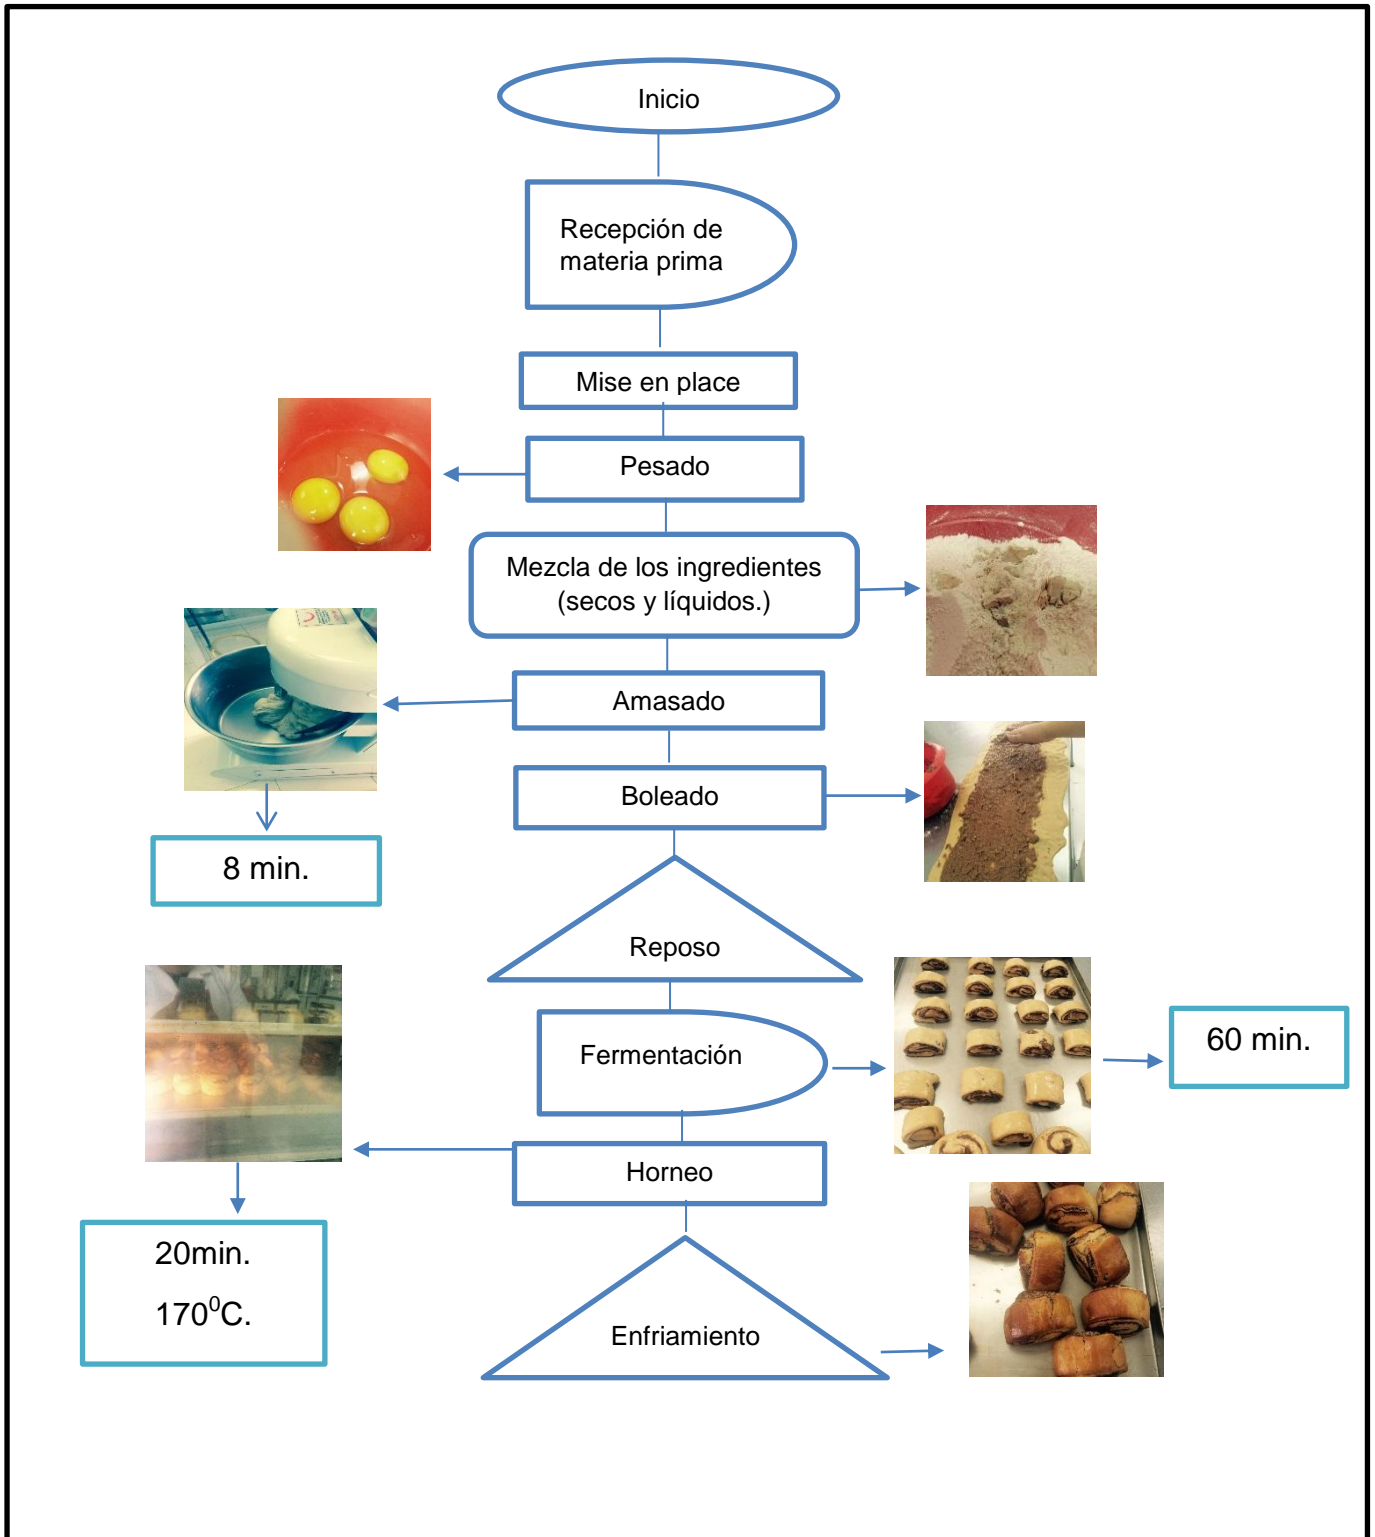 Inicio
Recepción de
materia prima
Mise en place
Pesado
Mezcla de los ingredientes
(secos y líquidos.)
Amasado
Boleado
8 min.
Reposo
Fermentación
60 min.
Horneo
20min.
170⁰C.
Enfriamiento